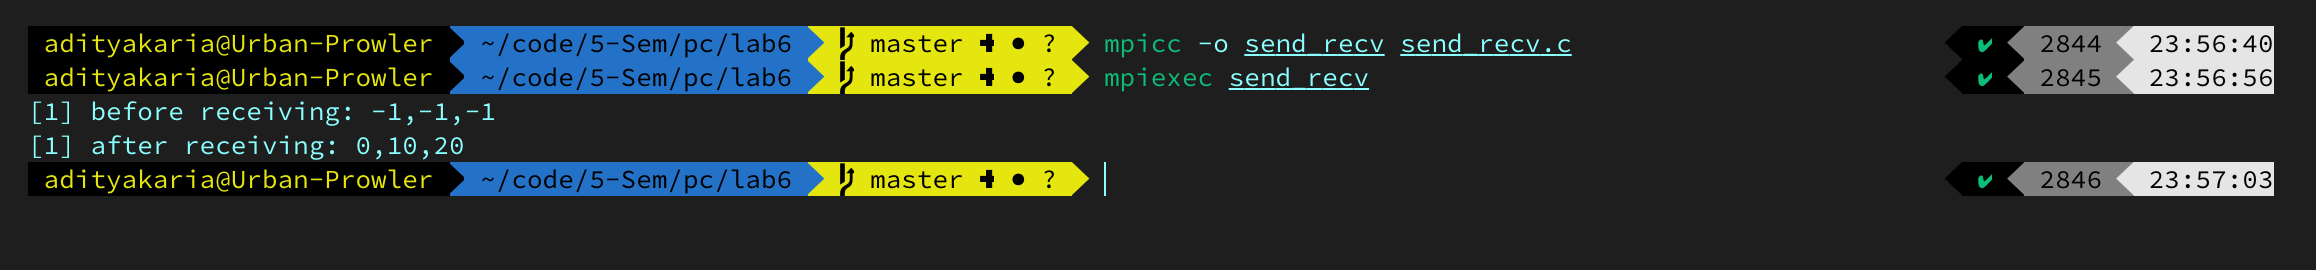 adityakaria@Urban-Prowler ~/code/5-Sem/pc/lab6 master ✚ ● ? mpicc -o send_recv send_recv.c ✔ 2844 23:56:40
adityakaria@Urban-Prowler ~/code/5-Sem/pc/lab6 master ✚ ● ? mpiexec send_recv ✔ 2845 23:56:56
[1] before receiving: -1,-1,-1
[1] after receiving: 0,10,20
adityakaria@Urban-Prowler ~/code/5-Sem/pc/lab6 master ✚ ● ? ✔ 2846 23:57:03